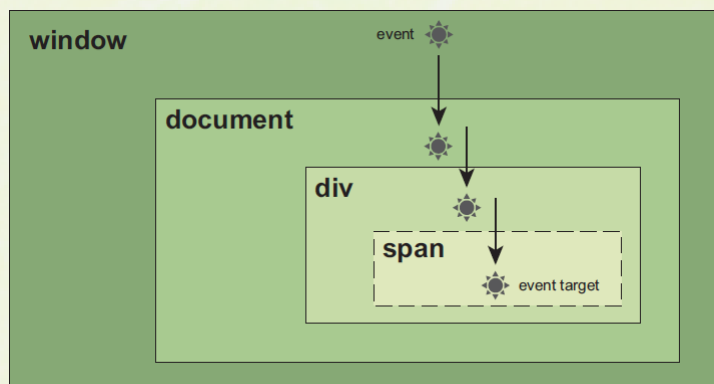 window
event
document
div
span
event target